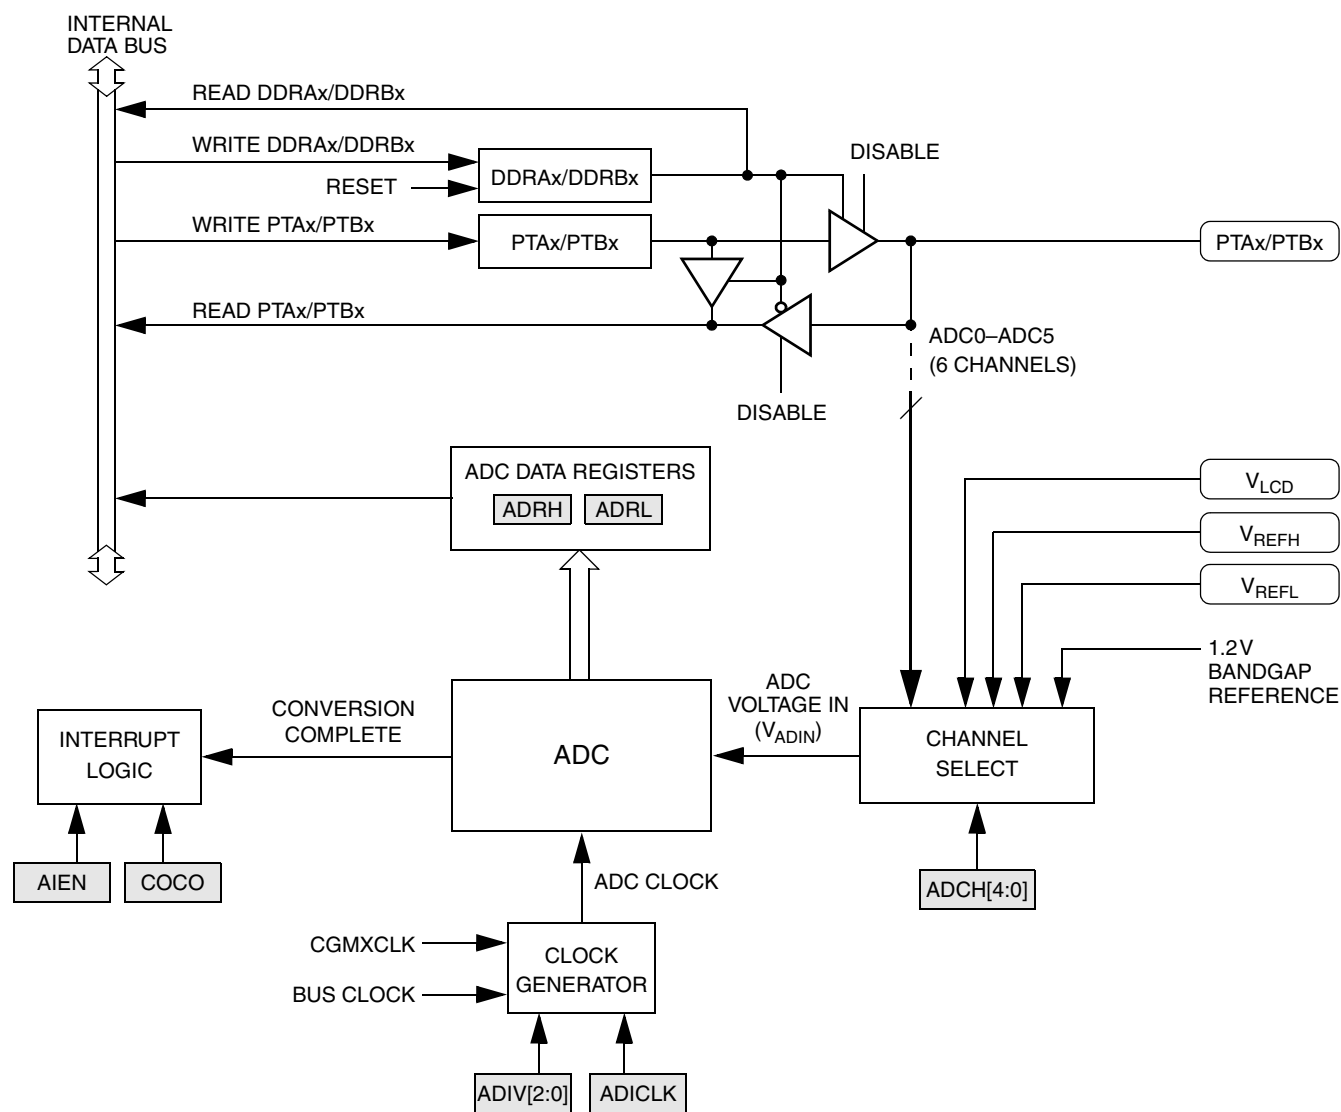 INTERNAL
DATA BUS
READ DDRAx/DDRBx
WRITE DDRAx/DDRBx
RESET
DDRAx/DDRBx
DISABLE
WRITE PTAx/PTBx
PTAx/PTBx
PTAx/PTBx
READ PTAx/PTBx
DISABLE
ADC0–ADC5
(6 CHANNELS)
ADC DATA REGISTERS
ADRH
ADRL
VLCD
VREFH
VREFL
1.2V
BANDGAP
REFERENCE
INTERRUPT
LOGIC
CONVERSION
COMPLETE
ADC
ADC
VOLTAGE IN
(VADIN)
CHANNEL
SELECT
AIEN
COCO
ADC CLOCK
ADCH[4:0]
CGMXCLK
BUS CLOCK
CLOCK
GENERATOR
ADIV[2:0]
ADICLK